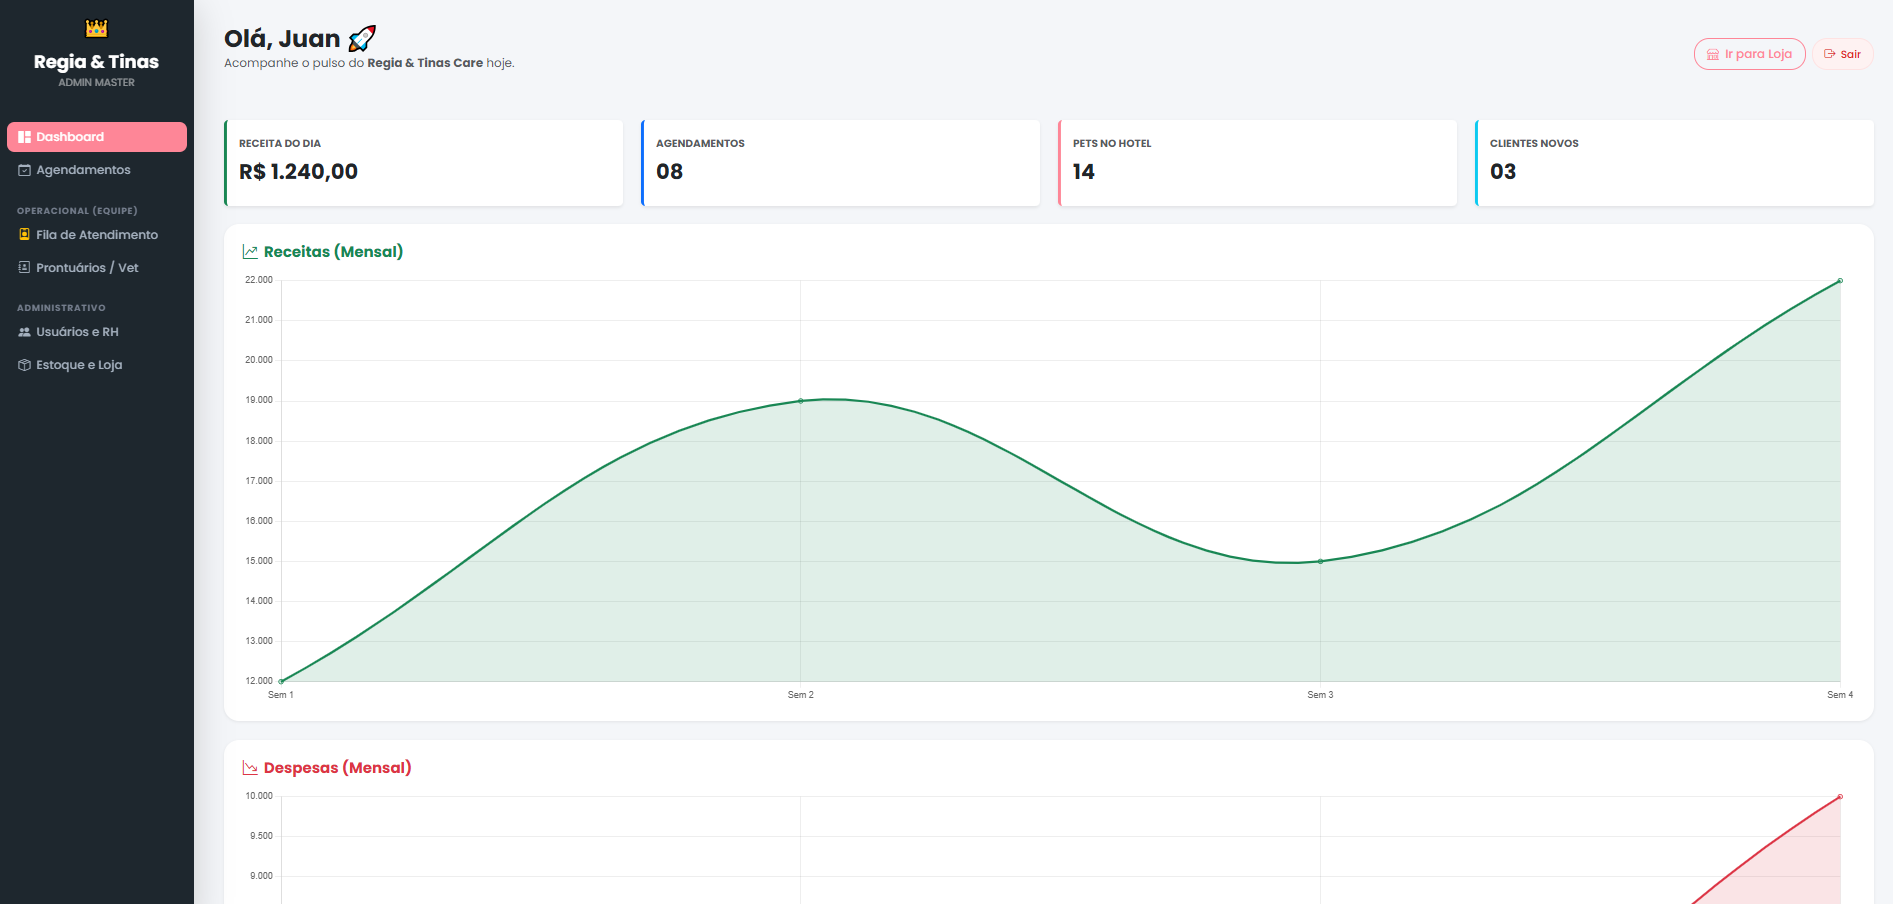 Regia & Tinas
ADMIN MASTER
Dashboard
Agendamentos
OPERACIONAL (EQUIPE)
Fila de Atendimento
Prontuários / Vet
ADMINISTRATIVO
Usuários e RH
Estoque e Loja
Olá, Juan
Acompanhe o pulso do Regia & Tinas Care hoje.
Ir para Loja
Sair
RECEITA DO DIA
R$ 1.240,00
AGENDAMENTOS
08
PETS NO HOTEL
14
CLIENTES NOVOS
03
Receitas (Mensal)
22.000
21.000
20.000
19.000
18.000
17.000
16.000
15.000
14.000
13.000
12.000
Sem 1
Sem 2
Sem 3
Sem 4
Despesas (Mensal)
10.000
9.500
9.000